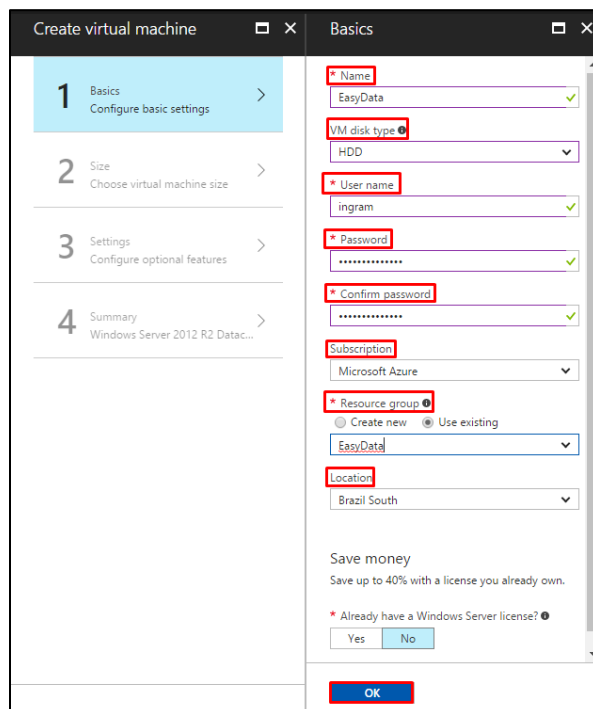 Create virtual machine
1
Basics
Configure basic settings
2
Size
Choose virtual machine size
3
Settings
Configure optional features
4
Summary
Windows Server 2012 R2 Datac...
Basics
* Name
EasyData
VM disk type
HDD
* User name
ingram
* Password
••••••••••••••
* Confirm password
••••••••••••••
Subscription
Microsoft Azure
* Resource group
Create new Use existing
EasyData
Location
Brazil South
Save money
Save up to 40% with a license you already own.
* Already have a Windows Server license?
Yes No
OK